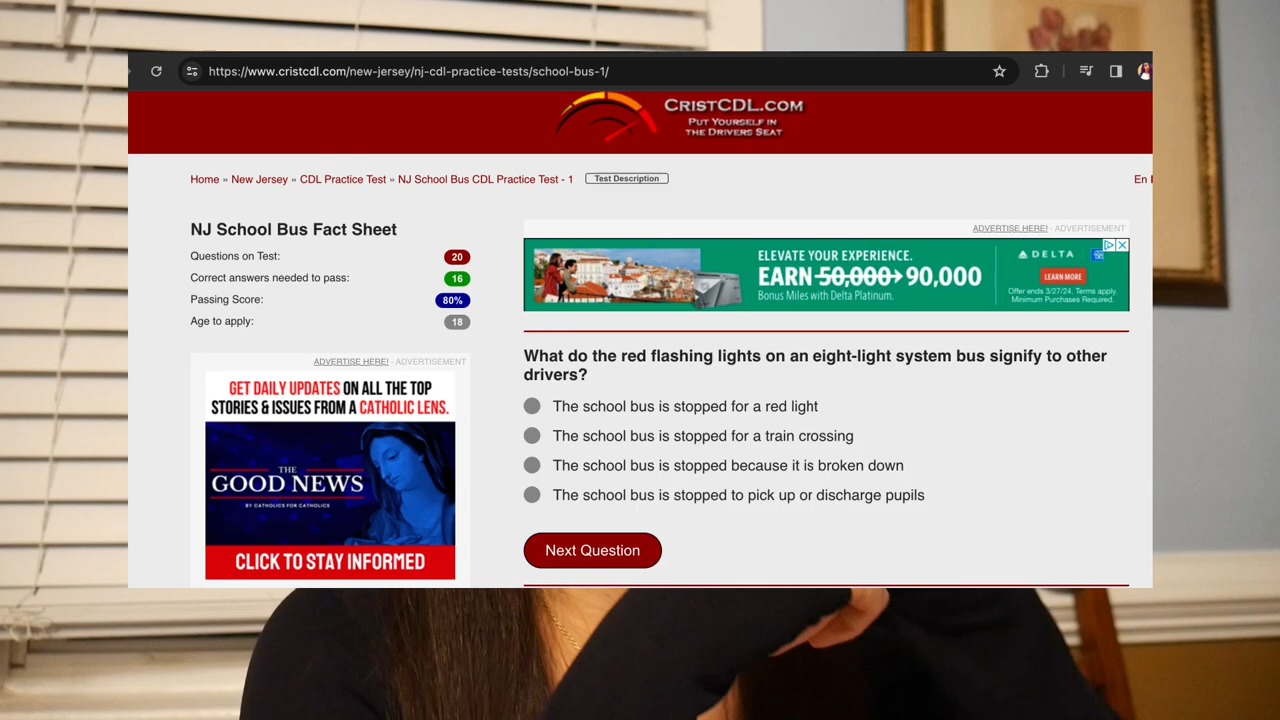 https://www.cristcdl.com/new-jersey/nj-cdl-practice-tests/school-bus-1/
CRISTCDL.COM
PUT YOURSELF IN
THE DRIVERS SEAT
Home » New Jersey » CDL Practice Test » NJ School Bus CDL Practice Test - 1 Test Description
En
NJ School Bus Fact Sheet
Questions on Test: 20
Correct answers needed to pass: 16
Passing Score: 80%
Age to apply: 18
ADVERTISE HERE! - ADVERTISEMENT
GET DAILY UPDATES ON ALL THE TOP
STORIES & ISSUES FROM A CATHOLIC LENS.
THE
GOOD NEWS
BY CATHOLICS FOR CATHOLICS
CLICK TO STAY INFORMED
ADVERTISE HERE! - ADVERTISEMENT
ELEVATE YOUR EXPERIENCE.
EARN 50,000 90,000
Bonus Miles with Delta Platinum.
DELTA
LEARN MORE
Offer ends 3/27/24. Terms apply.
Minimum Purchases Required.
What do the red flashing lights on an eight-light system bus signify to other
drivers?
The school bus is stopped for a red light
The school bus is stopped for a train crossing
The school bus is stopped because it is broken down
The school bus is stopped to pick up or discharge pupils
Next Question